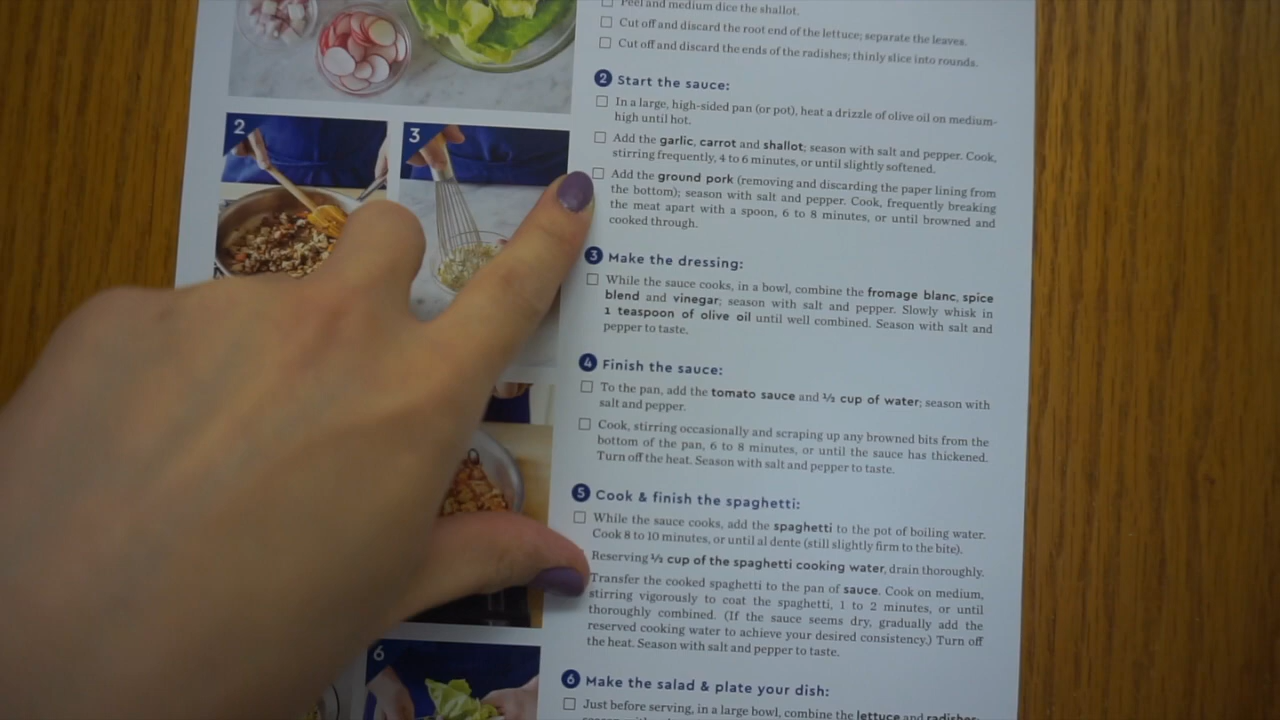 Peel and medium dice the shallot.
Cut off and discard the root end of the lettuce; separate the leaves.
Cut off and discard the ends of the radishes; thinly slice into rounds.
2 Start the sauce:
In a large, high-sided pan (or pot), heat a drizzle of olive oil on medium-
high until hot.
Add the garlic, carrot and shallot; season with salt and pepper. Cook,
stirring frequently, 4 to 6 minutes, or until slightly softened.
Add the ground pork (removing and discarding the paper lining from
the bottom); season with salt and pepper. Cook, frequently breaking
the meat apart with a spoon, 6 to 8 minutes, or until browned and
cooked through.
3 Make the dressing:
While the sauce cooks, in a bowl, combine the fromage blanc, spice
blend and vinegar; season with salt and pepper. Slowly whisk in
1 teaspoon of olive oil until well combined. Season with salt and
pepper to taste.
4 Finish the sauce:
To the pan, add the tomato sauce and ½ cup of water; season with
salt and pepper.
Cook, stirring occasionally and scraping up any browned bits from the
bottom of the pan, 6 to 8 minutes, or until the sauce has thickened.
Turn off the heat. Season with salt and pepper to taste.
5 Cook & finish the spaghetti:
While the sauce cooks, add the spaghetti to the pot of boiling water.
Cook 8 to 10 minutes, or until al dente (still slightly firm to the bite).
Reserving ½ cup of the spaghetti cooking water, drain thoroughly.
Transfer the cooked spaghetti to the pan of sauce. Cook on medium,
stirring vigorously to coat the spaghetti, 1 to 2 minutes, or until
thoroughly combined. (If the sauce seems dry, gradually add the
reserved cooking water to achieve your desired consistency.) Turn off
the heat. Season with salt and pepper to taste.
6 Make the salad & plate your dish:
Just before serving, in a large bowl, combine the lettuce and radishes;
2
3
6